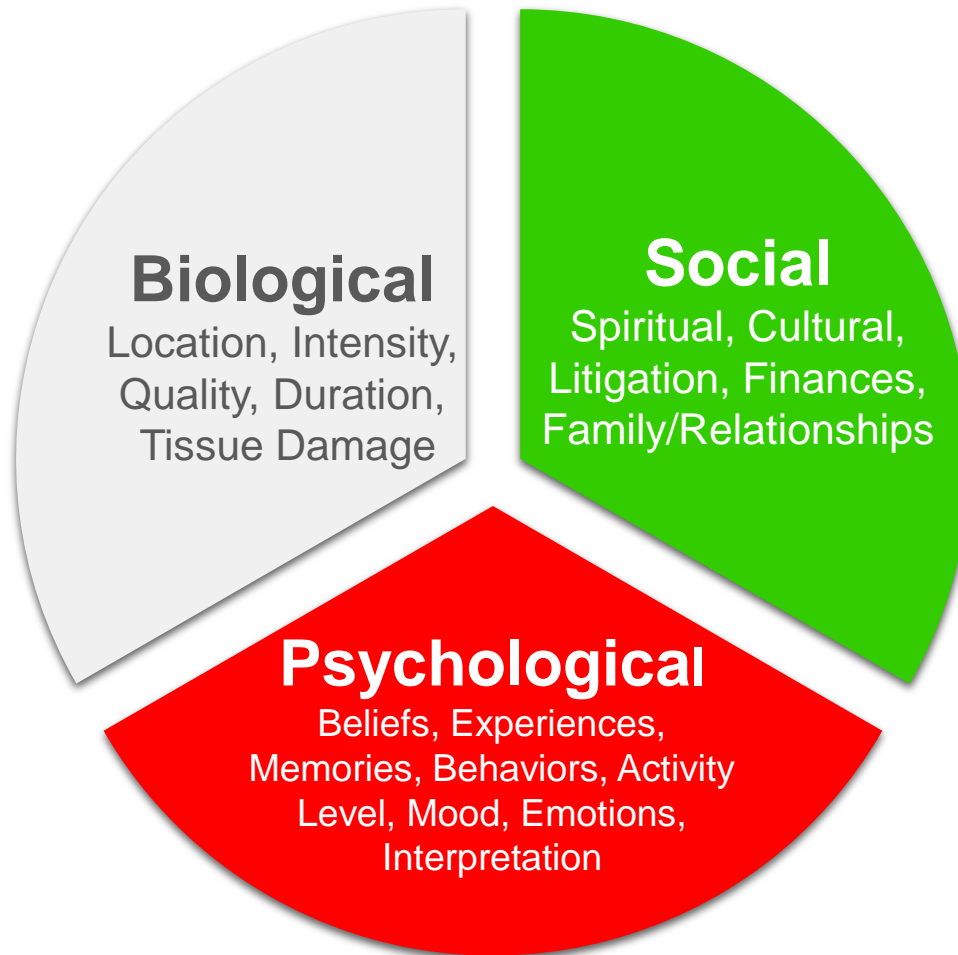 Biological
Location, Intensity,
Quality, Duration,
Tissue Damage
Social
Spiritual, Cultural,
Litigation, Finances,
Family/Relationships
Psychological
Beliefs, Experiences,
Memories, Behaviors, Activity
Level, Mood, Emotions,
Interpretation